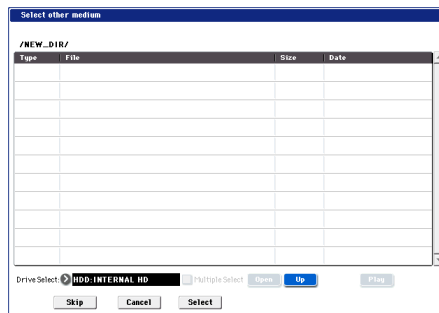 Select other medium
/NEW_DIR/
Type File Size Date
Drive Select: HDD:INTERNAL HD Multiple Select Open Up Play
Skip Cancel Select